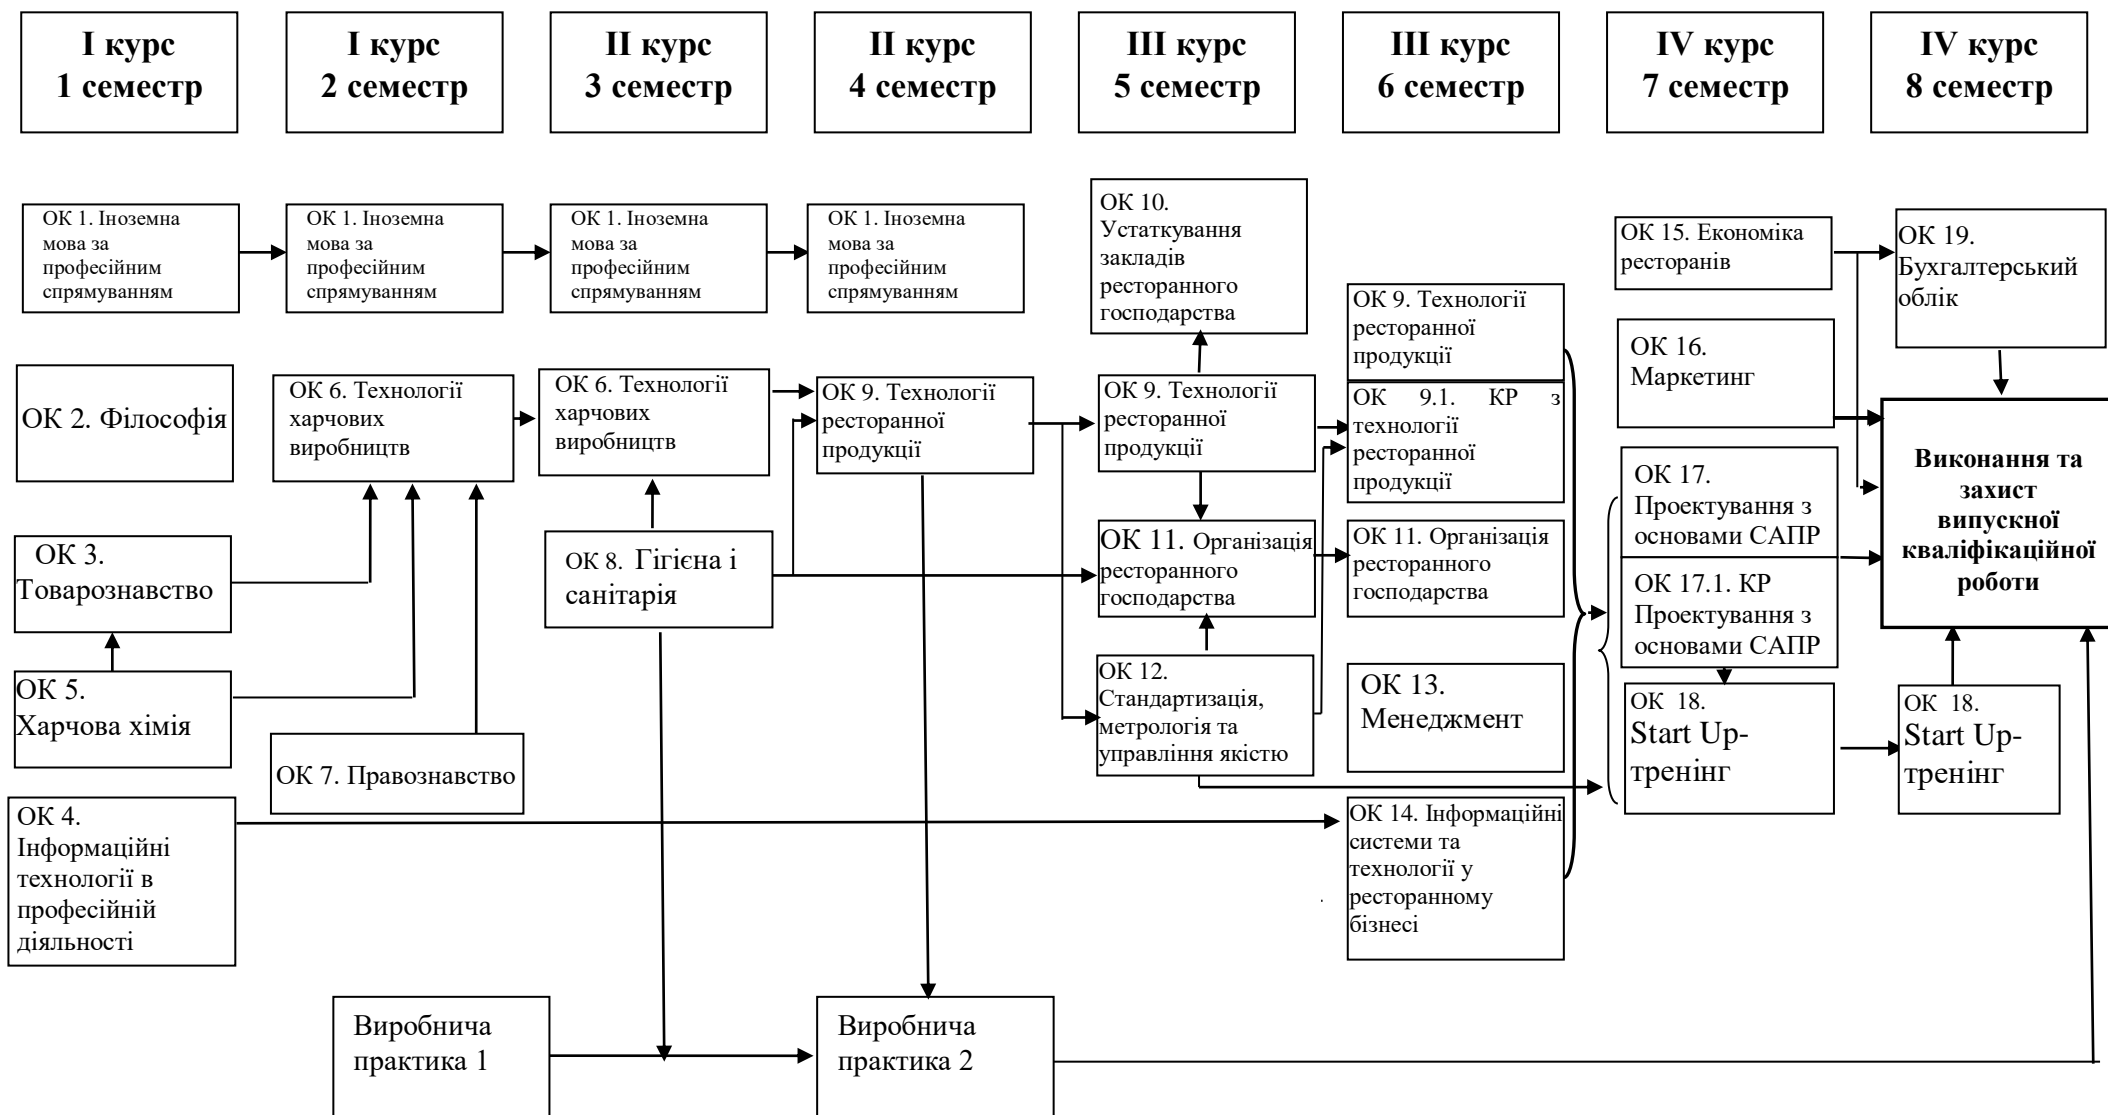 І курс
1 семестр
І курс
2 семестр
ІІ курс
3 семестр
ІІ курс
4 семестр
ІІІ курс
5 семестр
ІІІ курс
6 семестр
IV курс
7 семестр
IV курс
8 семестр
ОК 1. Іноземна
мова за
професійним
спрямуванням
ОК 1. Іноземна
мова за
професійним
спрямуванням
ОК 1. Іноземна
мова за
професійним
спрямуванням
ОК 1. Іноземна
мова за
професійним
спрямуванням
ОК 10.
Устаткування
закладів
ресторанного
господарства
ОК 9. Технології
ресторанної
продукції
ОК 15. Економіка
ресторанів
ОК 19.
Бухгалтерський
облік
ОК 2. Філософія
ОК 6. Технології
харчових
виробництв
ОК 6. Технології
харчових
виробництв
ОК 9. Технології
ресторанної
продукції
ОК 9. Технології
ресторанної
продукції
ОК 9.1. КР з
технології
ресторанної
продукції
ОК 16.
Маркетинг
Виконання та
захист
випускної
кваліфікаційної
роботи
ОК 3.
Товарознавство
ОК 8. Гігієна і
санітарія
ОК 11. Організація
ресторанного
господарства
ОК 11. Організація
ресторанного
господарства
ОК 17.
Проектування з
основами САПР
ОК 17.1. КР
Проектування з
основами САПР
ОК 5.
Харчова хімія
ОК 7. Правознавство
ОК 12.
Стандартизація,
метрологія та
управління якістю
ОК 13.
Менеджмент
ОК 18.
Start Up-
тренінг
ОК 18.
Start Up-
тренінг
ОК 4.
Інформаційні
технології в
професійній
діяльності
ОК 14. Інформаційні
системи та
технології у
ресторанному
бізнесі
Виробнича
практика 1
Виробнича
практика 2